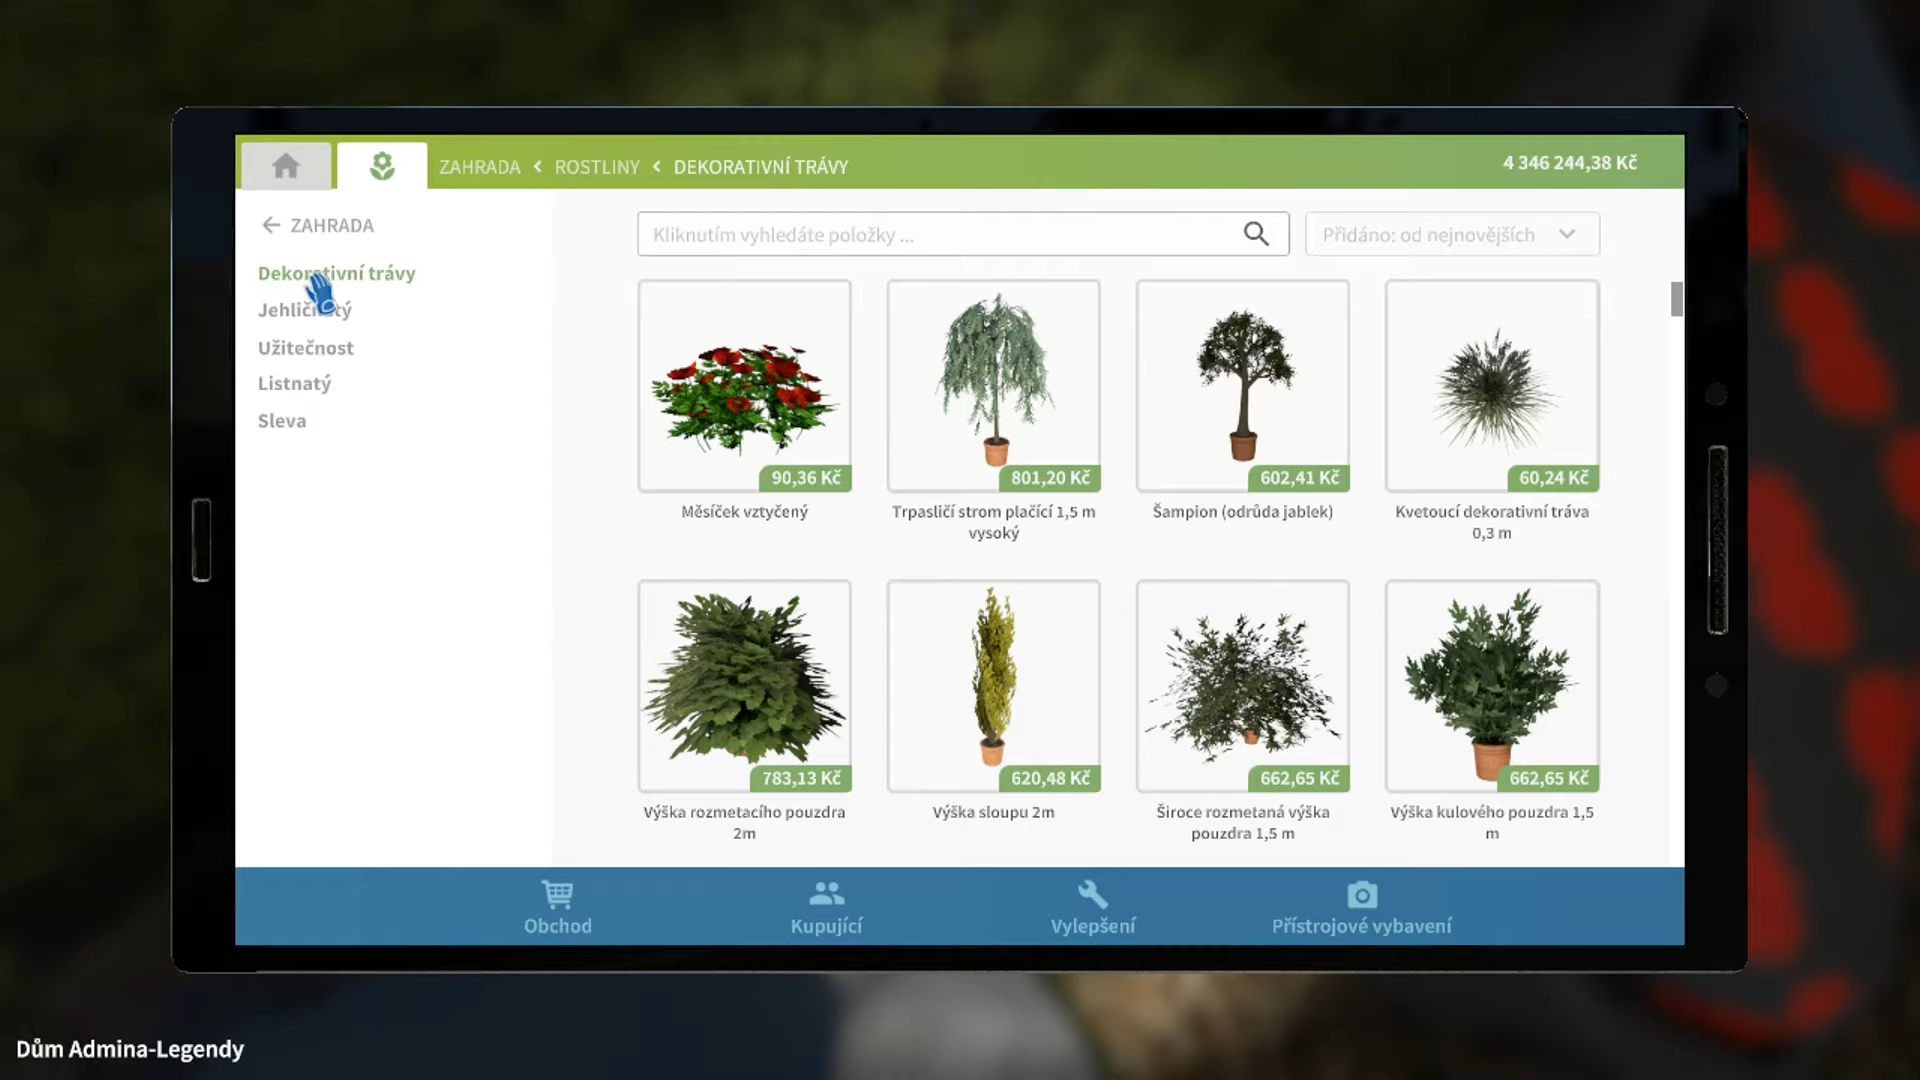 ZAHRADA < ROSTLINY < DEKORATIVNÍ TRÁVY
4 346 244,38 Kč
ZAHRADA
Dekorativní trávy
Jehličnatý
Užitečnost
Listnatý
Sleva
Kliknutím vyhledáte položky ...
Přidáno: od nejnovějších
90,36 Kč
801,20 Kč
602,41 Kč
60,24 Kč
Měsíček vztyčený
Trpasličí strom plačící 1,5 m
vysoký
Šampion (odrůda jablek)
Kvetoucí dekorativní tráva
0,3 m
783,13 Kč
620,48 Kč
662,65 Kč
662,65 Kč
Výška rozmetacího pouzdra
2m
Výška sloupu 2m
Široce rozmetaná výška
pouzdra 1,5 m
Výška kulového pouzdra 1,5
m
Obchod
Kupující
Vylepšení
Přístrojové vybavení
Dům Admina-Legendy